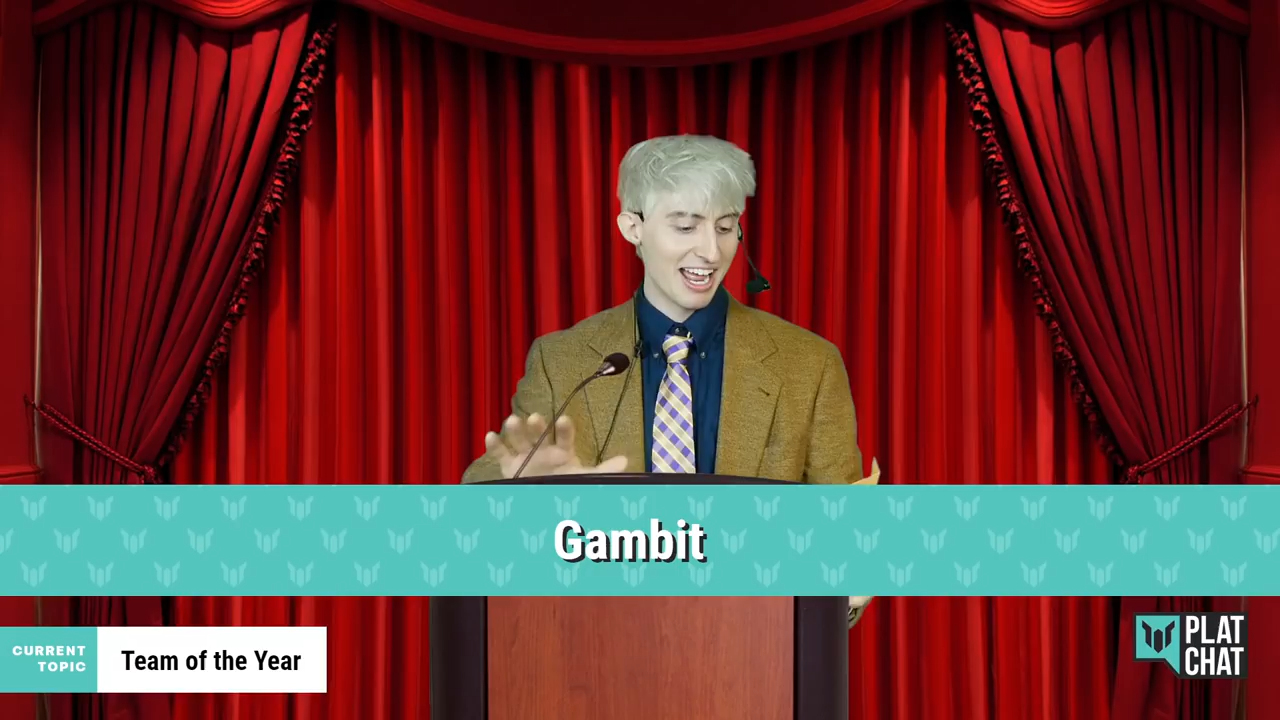 Gambit
CURRENT
TOPIC
Team of the Year
PLAT
CHAT